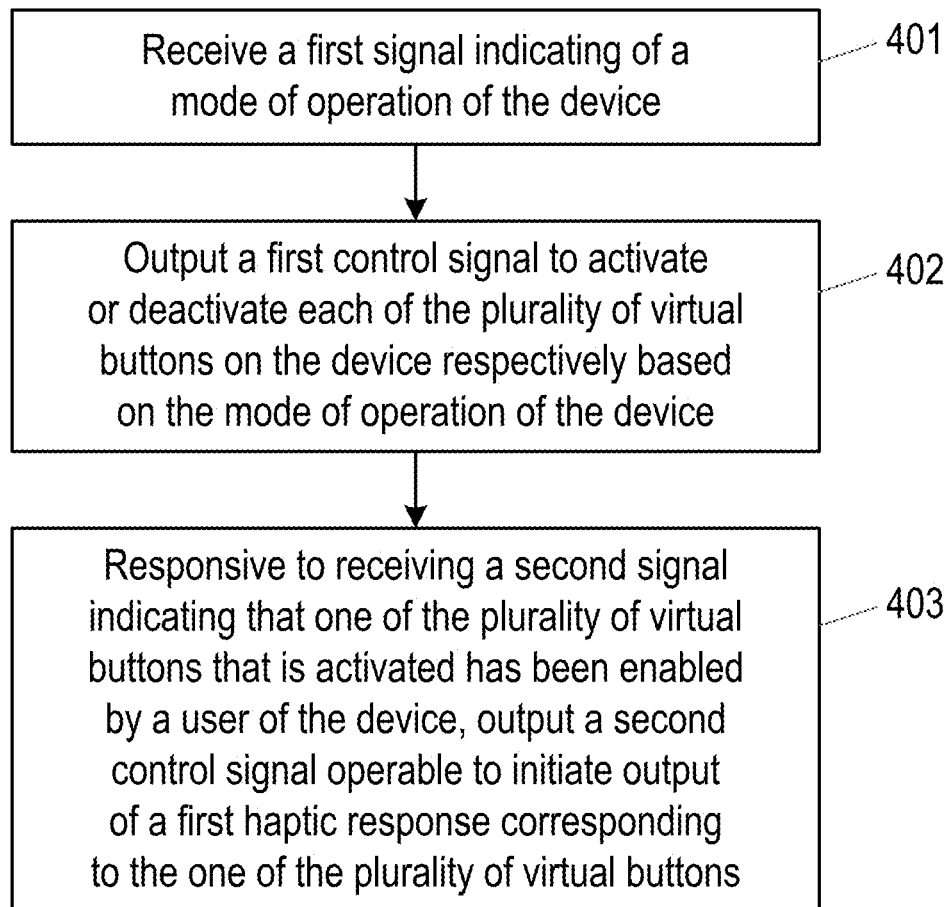 Receive a first signal indicating of a
mode of operation of the device
401
Output a first control signal to activate
or deactivate each of the plurality of virtual
buttons on the device respectively based
on the mode of operation of the device
402
Responsive to receiving a second signal
indicating that one of the plurality of virtual
buttons that is activated has been enabled
by a user of the device, output a second
control signal operable to initiate output
of a first haptic response corresponding
to the one of the plurality of virtual buttons
403